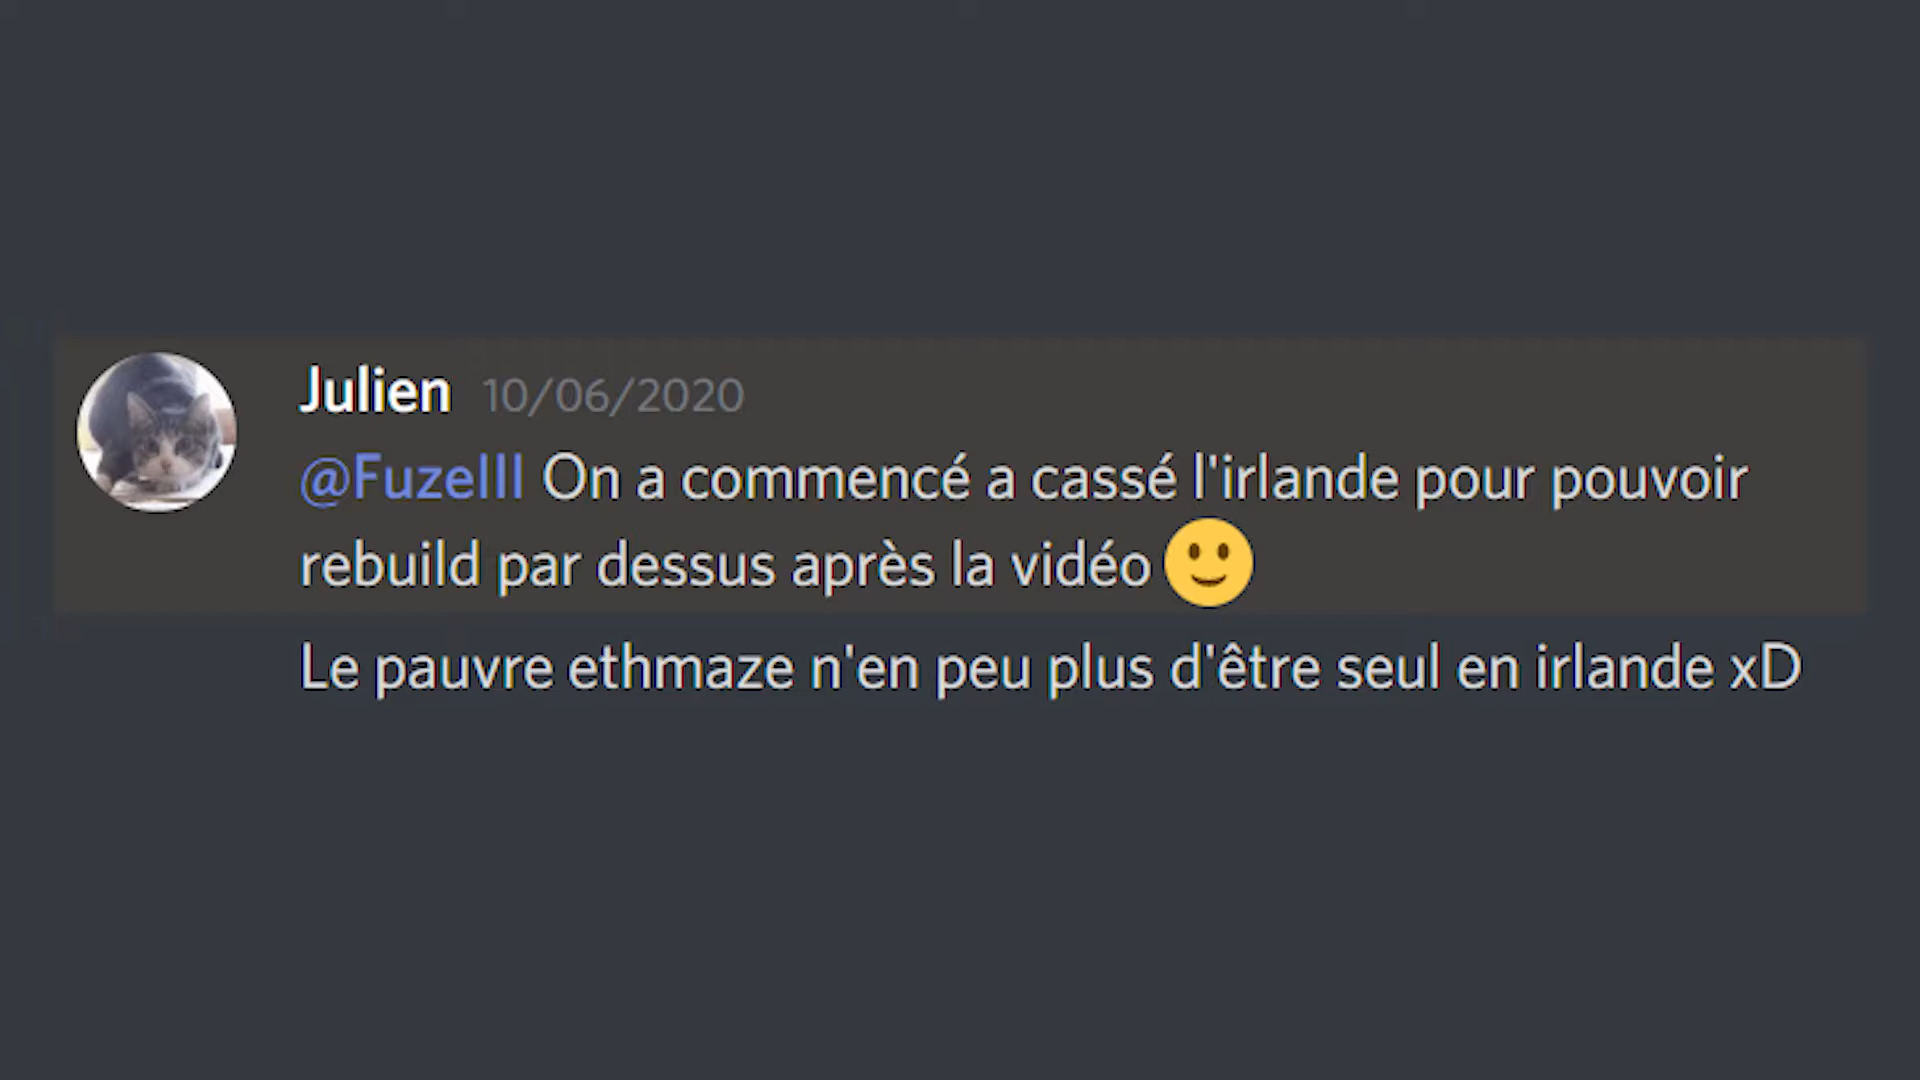 Julien 10/06/2020
@FuzeIII On a commencé a cassé l'irlande pour pouvoir
rebuild par dessus après la vidéo 🙂
Le pauvre ethmaze n'en peu plus d'être seul en irlande xD